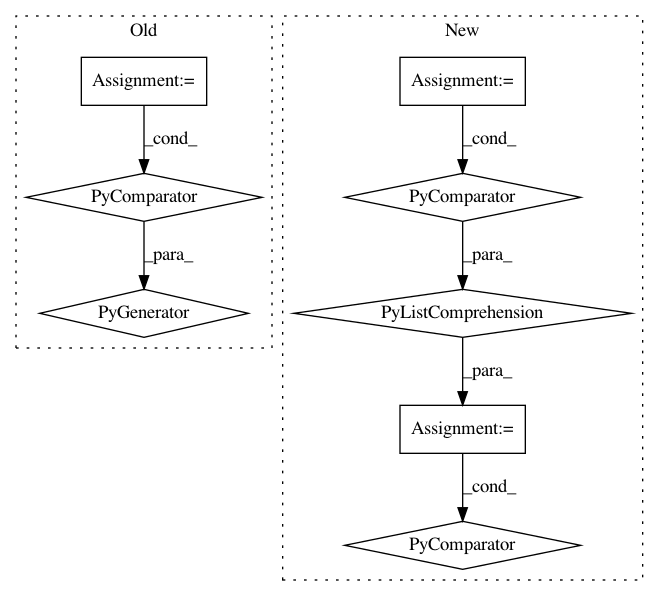 Old
New
Assignment:=
Assignment:=
_cond_
_cond_
PyComparator
PyComparator
_para_
_para_
PyGenerator
PyListComprehension
_para_
Assignment:=
_cond_
PyComparator